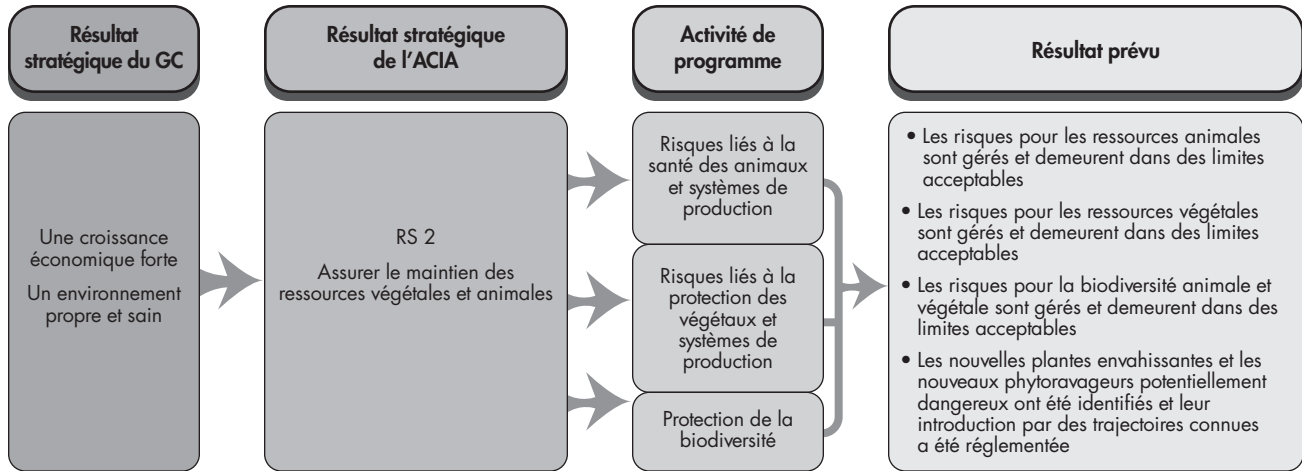 Résultat
stratégique du GC
Résultat stratégique
de l'ACIA
Activité de
programme
Résultat prévu
Une croissance
économique forte
Un environnement
propre et sain
RS 2
Assurer le maintien des
ressources végétales et animales
Risques liés à la
santé des animaux
et systèmes de
production
Risques liés à la
protection des
végétaux et
systèmes de
production
Protection de la
biodiversité
• Les risques pour les ressources animales
sont gérés et demeurent dans des limites
acceptables
• Les risques pour les ressources végétales
sont gérés et demeurent dans des limites
acceptables
• Les risques pour la biodiversité animale et
végétale sont gérés et demeurent dans des
limites acceptables
• Les nouvelles plantes envahissantes et les
nouveaux phytoravageurs potentiellement
dangereux ont été identifiés et leur
introduction par des trajectoires connues
a été réglementée